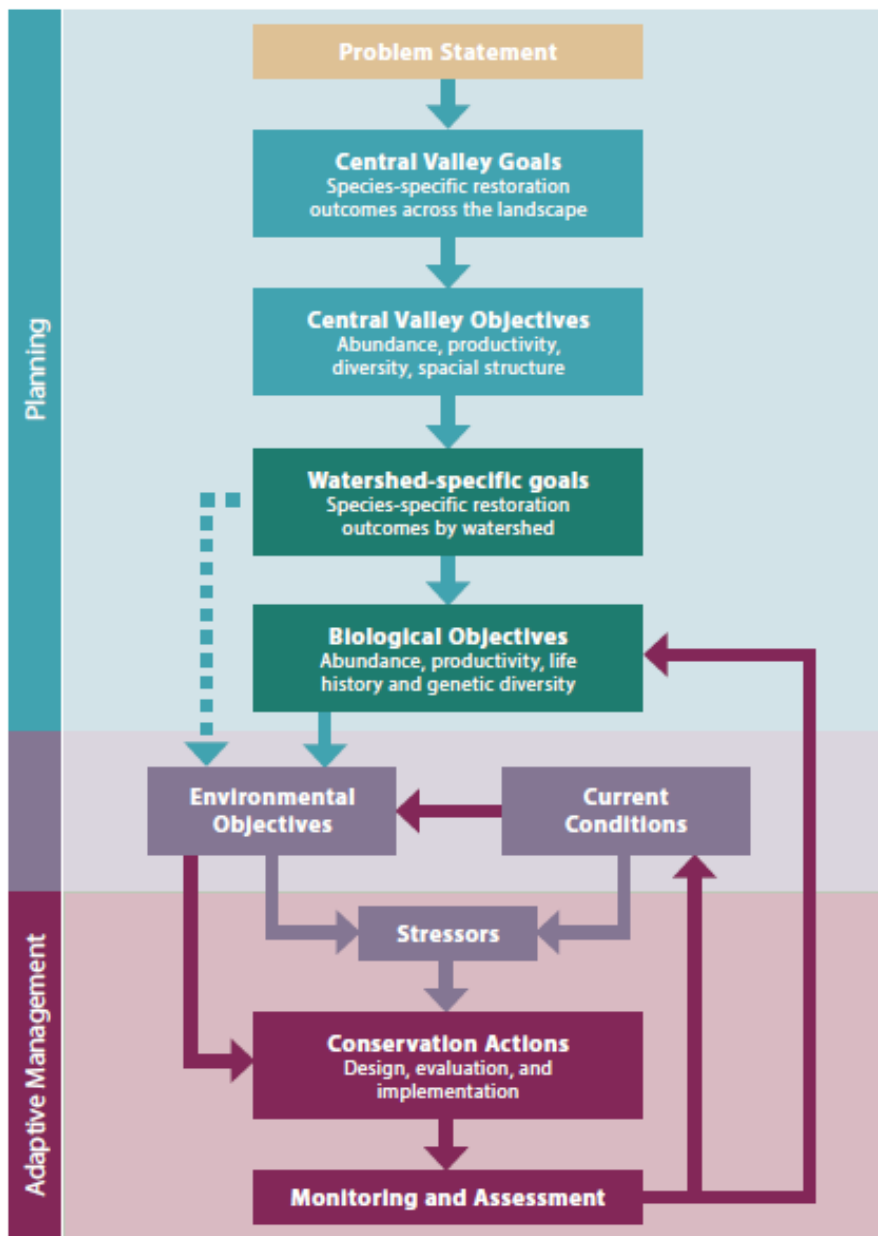 Problem Statement
Central Valley Goals
Species-specific restoration
outcomes across the landscape
Central Valley Objectives
Abundance, productivity,
diversity, spacial structure
Planning
Watershed-specific goals
Species-specific restoration
outcomes by watershed
Biological Objectives
Abundance, productivity, life
history and genetic diversity
Environmental
Objectives
Current
Conditions
Stressors
Adaptive Management
Conservation Actions
Design, evaluation, and
implementation
Monitoring and Assessment